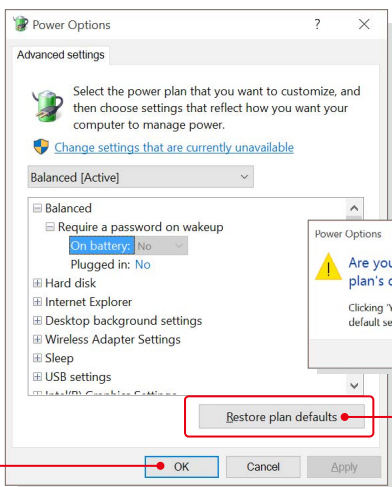 Power Options
Advanced settings
Select the power plan that you want to customize, and
then choose settings that reflect how you want your
computer to manage power.
Change settings that are currently unavailable
Balanced [Active]
Balanced
Require a password on wakeup
On battery: No
Plugged in: No
Hard disk
Internet Explorer
Desktop background settings
Wireless Adapter Settings
Sleep
USB settings
Intel(R) Graphics Settings
Power Options
Are you
plan's
Clicking
default se
Restore plan defaults
OK
Cancel
Apply